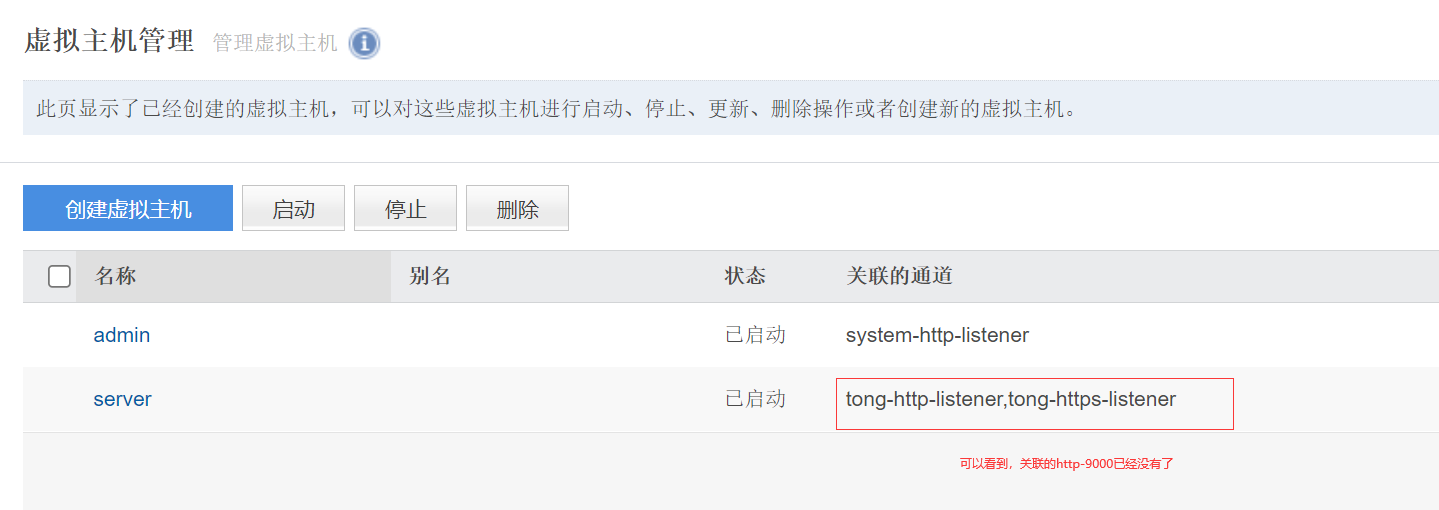 虚拟主机管理 管理虚拟主机
此页显示了已经创建的虚拟主机，可以对这些虚拟主机进行启动、停止、更新、删除操作或者创建新的虚拟主机。
创建虚拟主机 启动 停止 删除
名称 别名 状态 关联的通道
admin 已启动 system-http-listener
server 已启动 tong-http-listener,tong-https-listener
可以看到，关联的http-9000已经没有了